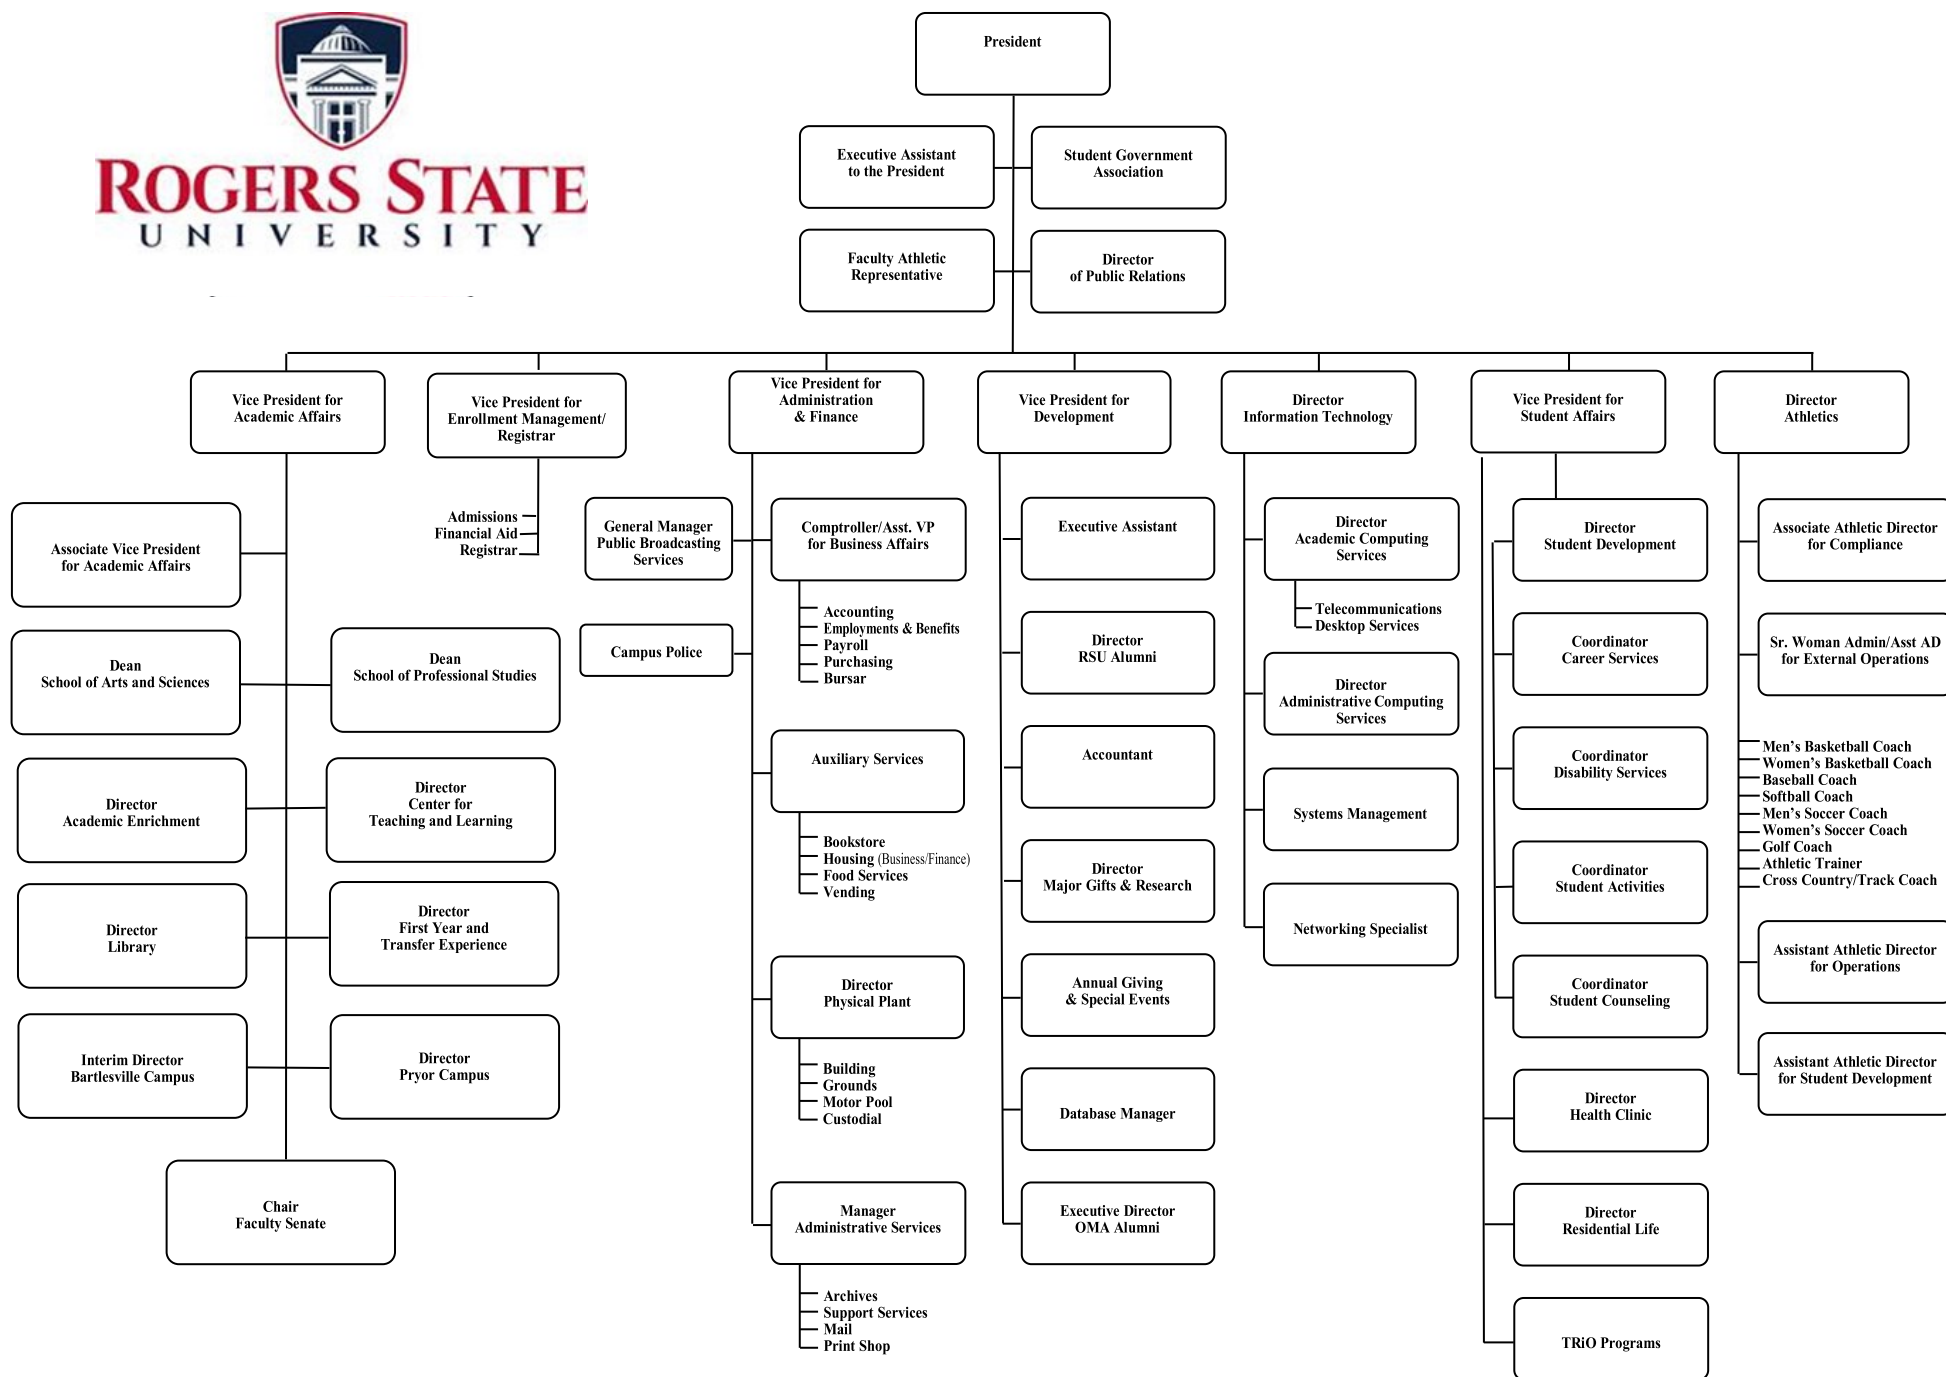 ROGERS STATE
UNIVERSITY
President
Executive Assistant
to the President
Student Government
Association
Faculty Athletic
Representative
Director
of Public Relations
Vice President for
Academic Affairs
Associate Vice President
for Academic Affairs
Dean
School of Arts and Sciences
Dean
School of Professional Studies
Director
Academic Enrichment
Director
Center for
Teaching and Learning
Director
Library
Director
First Year and
Transfer Experience
Interim Director
Bartlesville Campus
Director
Pryor Campus
Chair
Faculty Senate
Vice President for
Enrollment Management/
Registrar
Admissions
Financial Aid
Registrar
Vice President for
Administration
& Finance
General Manager
Public Broadcasting
Services
Campus Police
Comptroller/Asst. VP
for Business Affairs
Accounting
Employments & Benefits
Payroll
Purchasing
Bursar
Auxiliary Services
Bookstore
Housing (Business/Finance)
Food Services
Vending
Director
Physical Plant
Building
Grounds
Motor Pool
Custodial
Manager
Administrative Services
Archives
Support Services
Mail
Print Shop
Vice President for
Development
Executive Assistant
Director
RSU Alumni
Accountant
Director
Major Gifts & Research
Annual Giving
& Special Events
Database Manager
Executive Director
OMA Alumni
Director
Information Technology
Director
Academic Computing
Services
Telecommunications
Desktop Services
Director
Administrative Computing
Services
Systems Management
Networking Specialist
Vice President for
Student Affairs
Director
Student Development
Coordinator
Career Services
Coordinator
Disability Services
Coordinator
Student Activities
Coordinator
Student Counseling
Director
Health Clinic
Director
Residential Life
TRiO Programs
Director
Athletics
Associate Athletic Director
for Compliance
Sr. Woman Admin/Asst AD
for External Operations
Men's Basketball Coach
Women's Basketball Coach
Baseball Coach
Softball Coach
Men's Soccer Coach
Women's Soccer Coach
Golf Coach
Athletic Trainer
Cross Country/Track Coach
Assistant Athletic Director
for Operations
Assistant Athletic Director
for Student Development